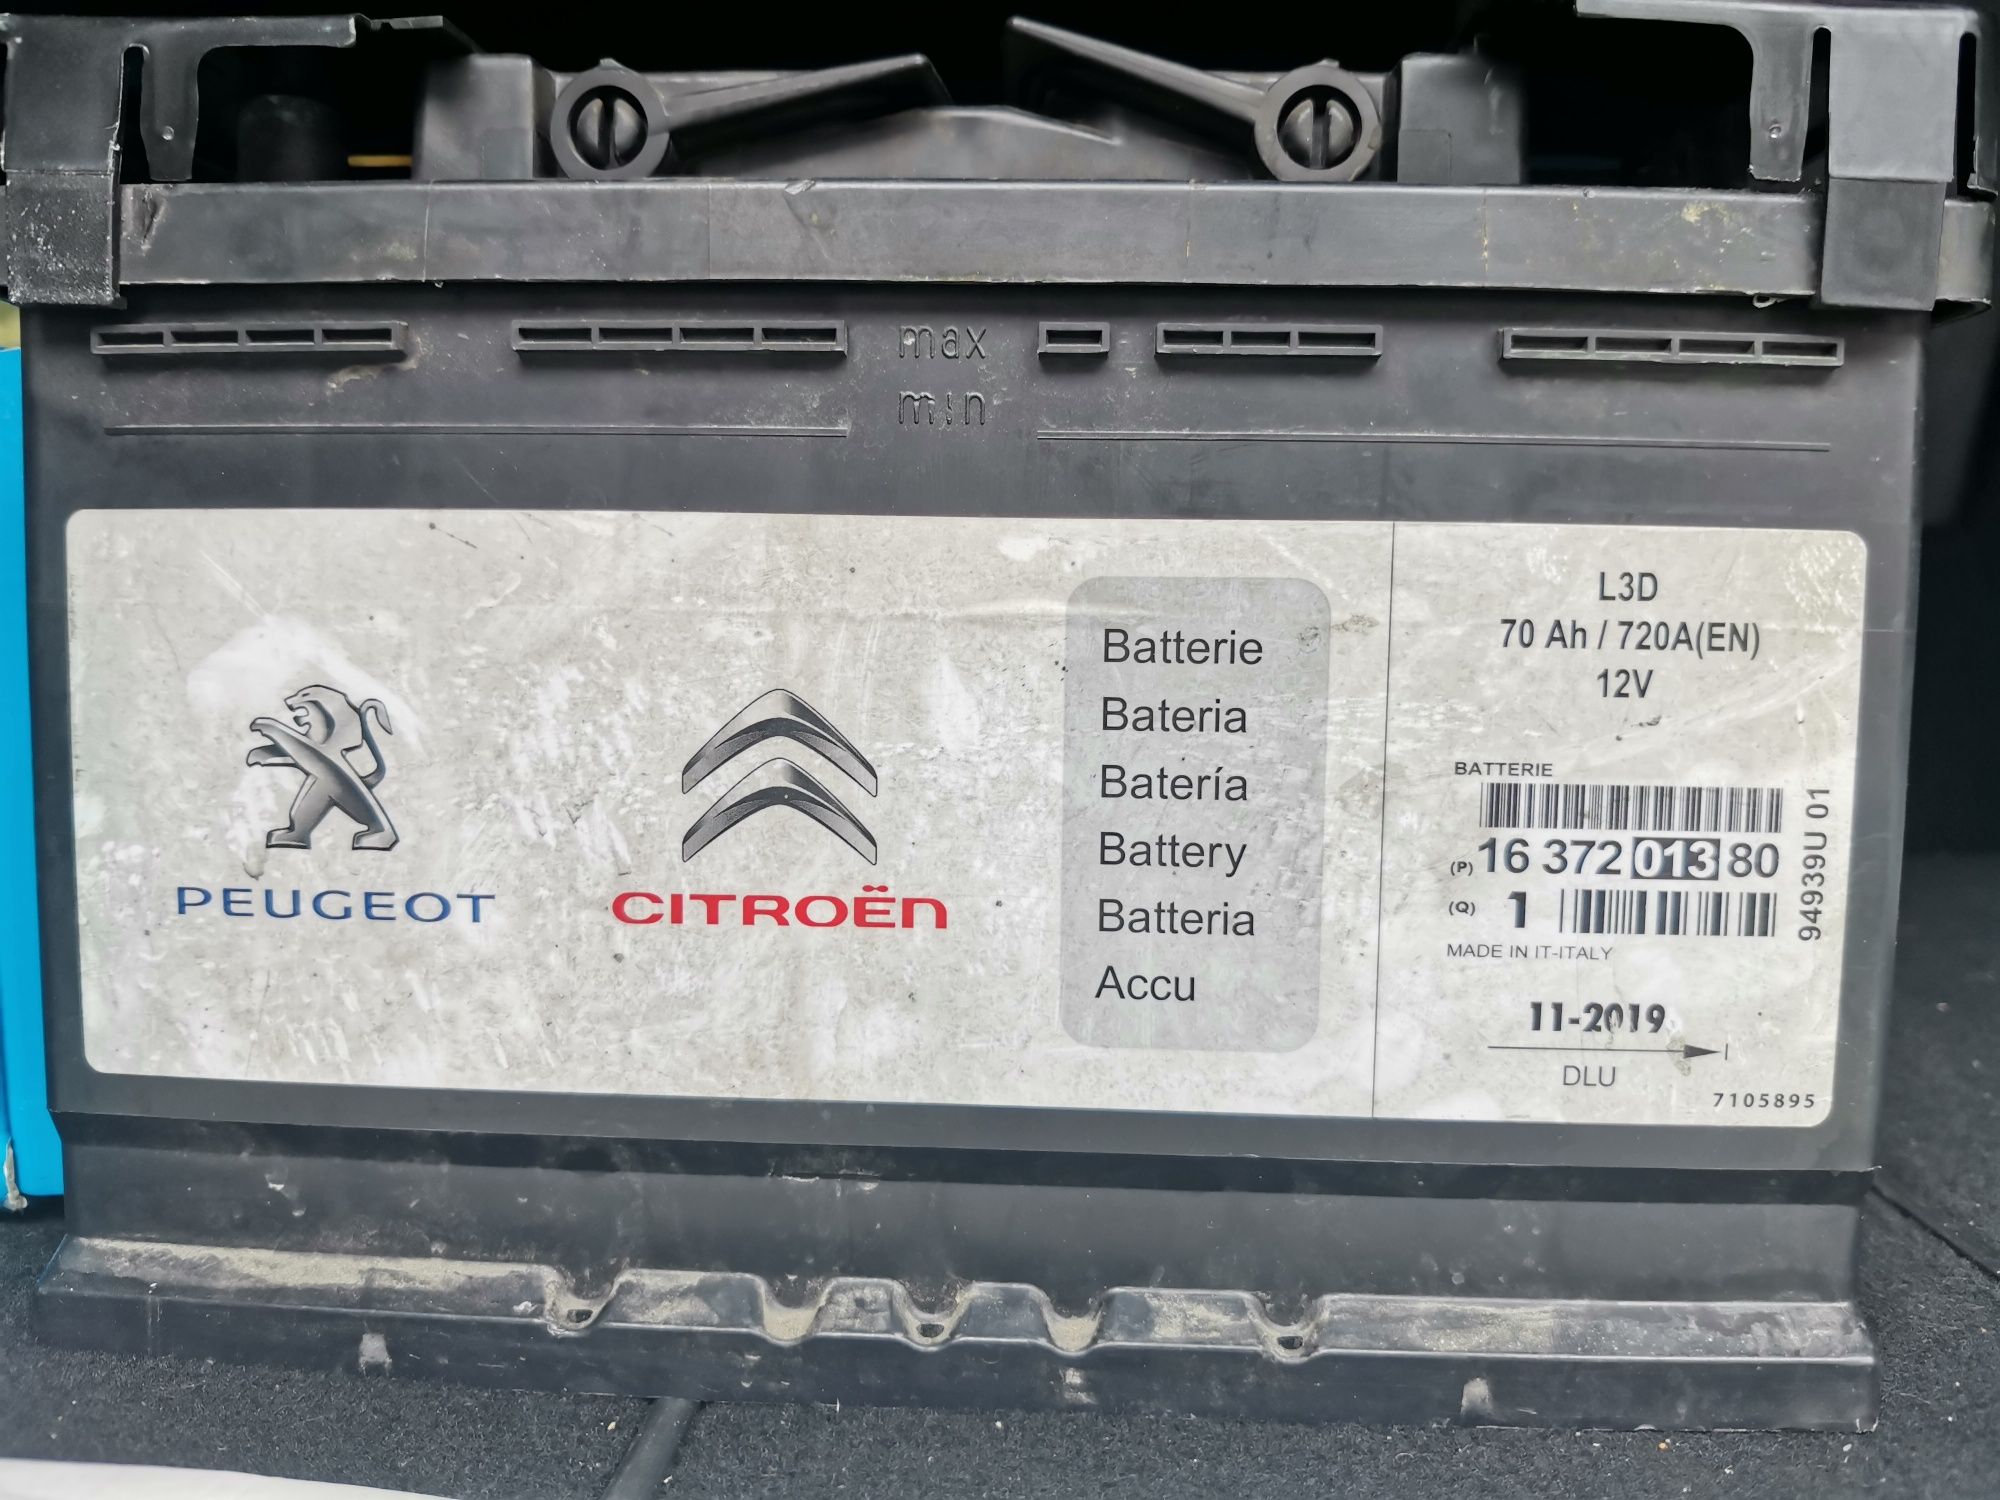 max
min
PEUGEOT
CITROËN
Batterie
Bateria
Batería
Battery
Batteria
Accu
L3D
70 Ah / 720A(EN)
12V
BATTERIE
(P) 16 372 013 80
(Q) 1
MADE IN IT-ITALY
94939U 01
11-2019
DLU
7105895